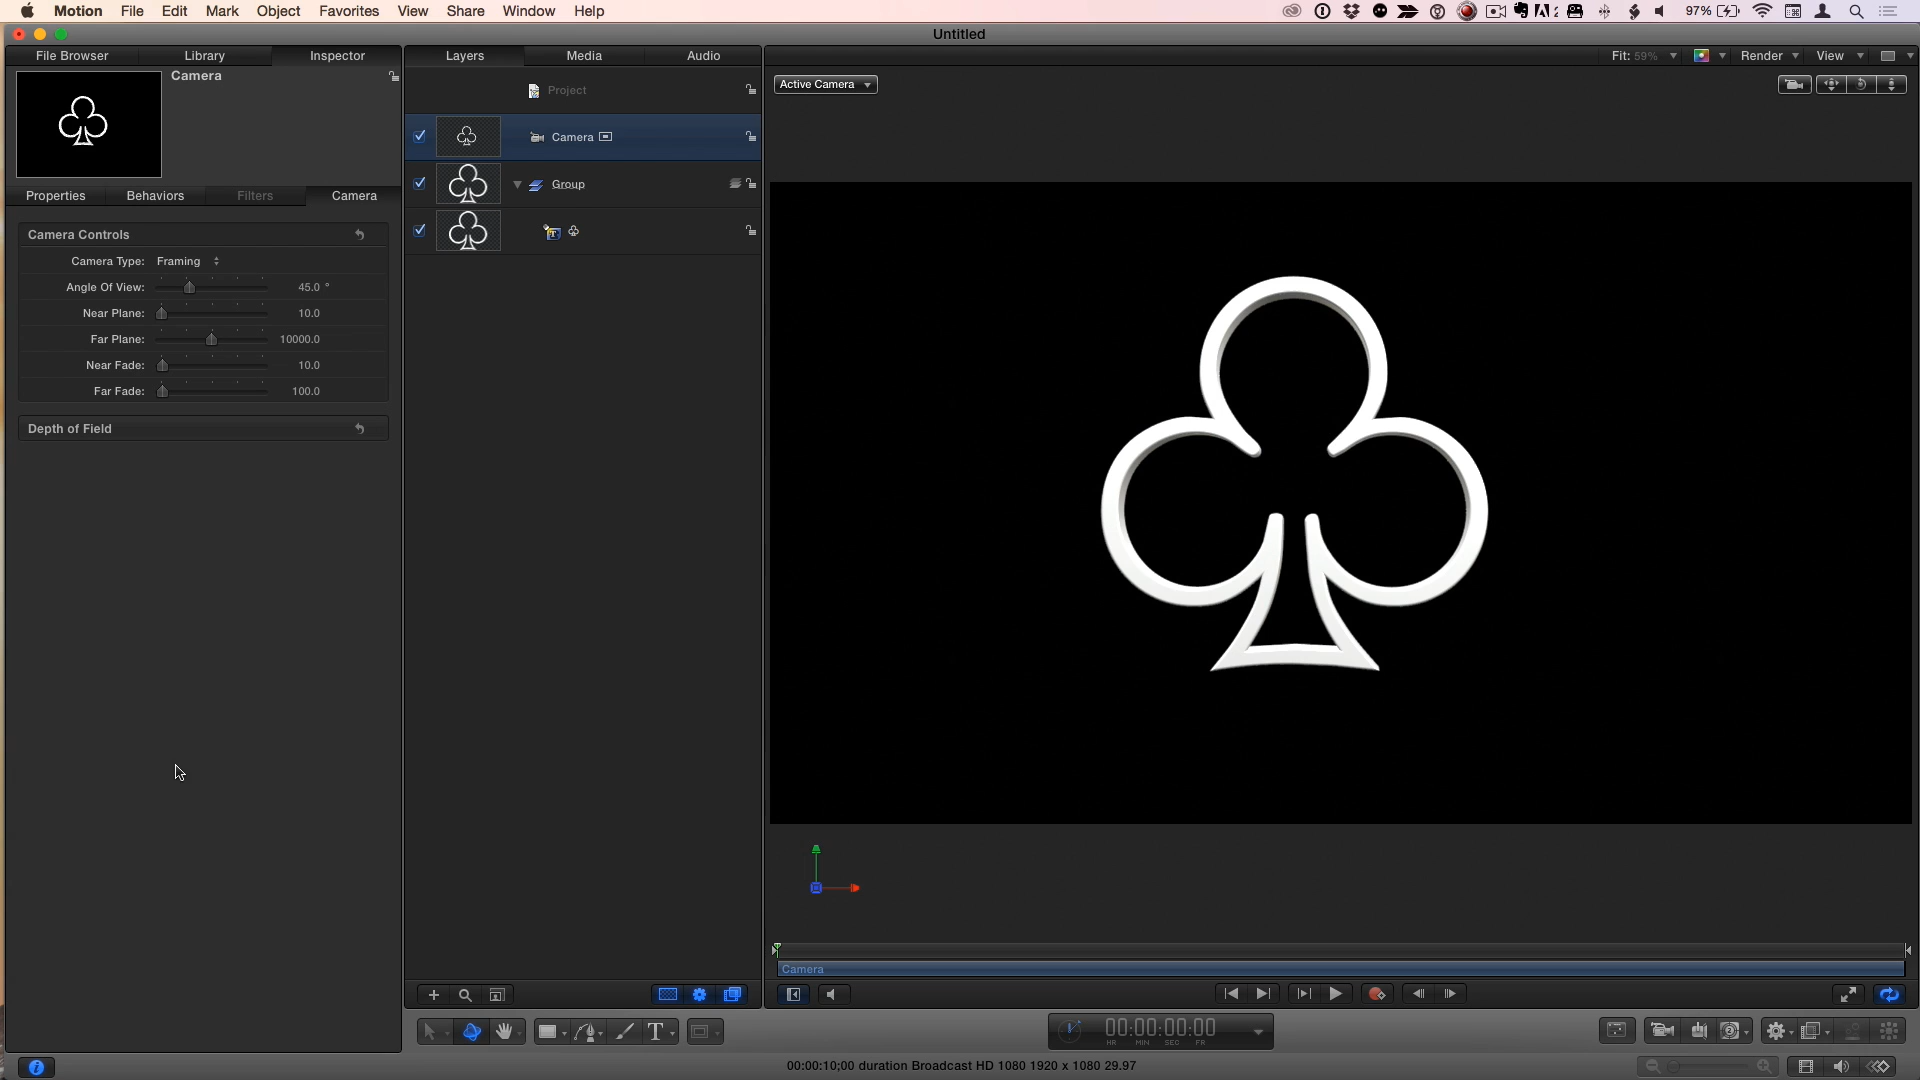 Motion File Edit Mark Object Favorites View Share Window Help 97%
Untitled
File Browser Library Inspector Layers Media Audio Fit: 59% Render View
Camera
Active Camera
Project
Camera
Group
Properties Behaviors Filters Camera
Camera Controls
Camera Type: Framing
Angle Of View: 45.0 °
Near Plane: 10.0
Far Plane: 10000.0
Near Fade: 10.0
Far Fade: 100.0
Depth of Field
Camera
00:00:00:00
HR MIN SEC FR
00:00:10;00 duration Broadcast HD 1080 1920 x 1080 29.97